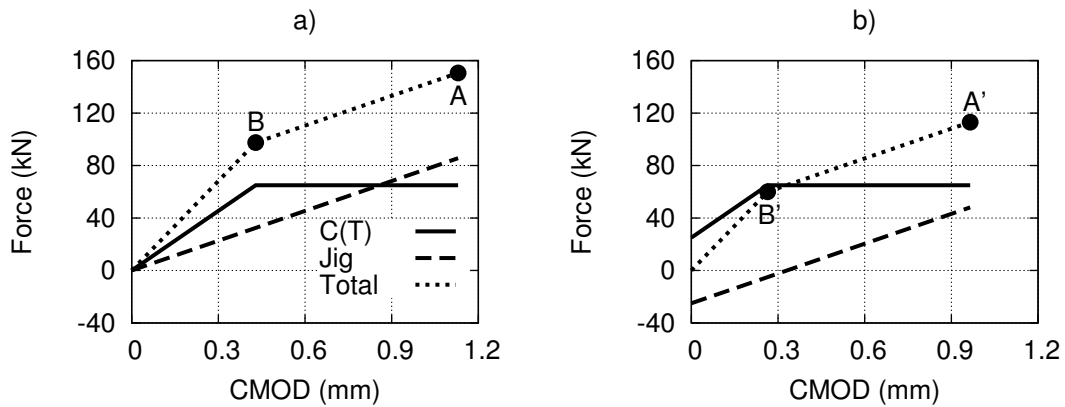 a)
160
120
80
40
0
-40
Force (kN)
B
A
C(T)
Jig
Total
0 0.3 0.6 0.9 1.2
CMOD (mm)
b)
160
120
80
40
0
-40
Force (kN)
A'
B'
0 0.3 0.6 0.9 1.2
CMOD (mm)